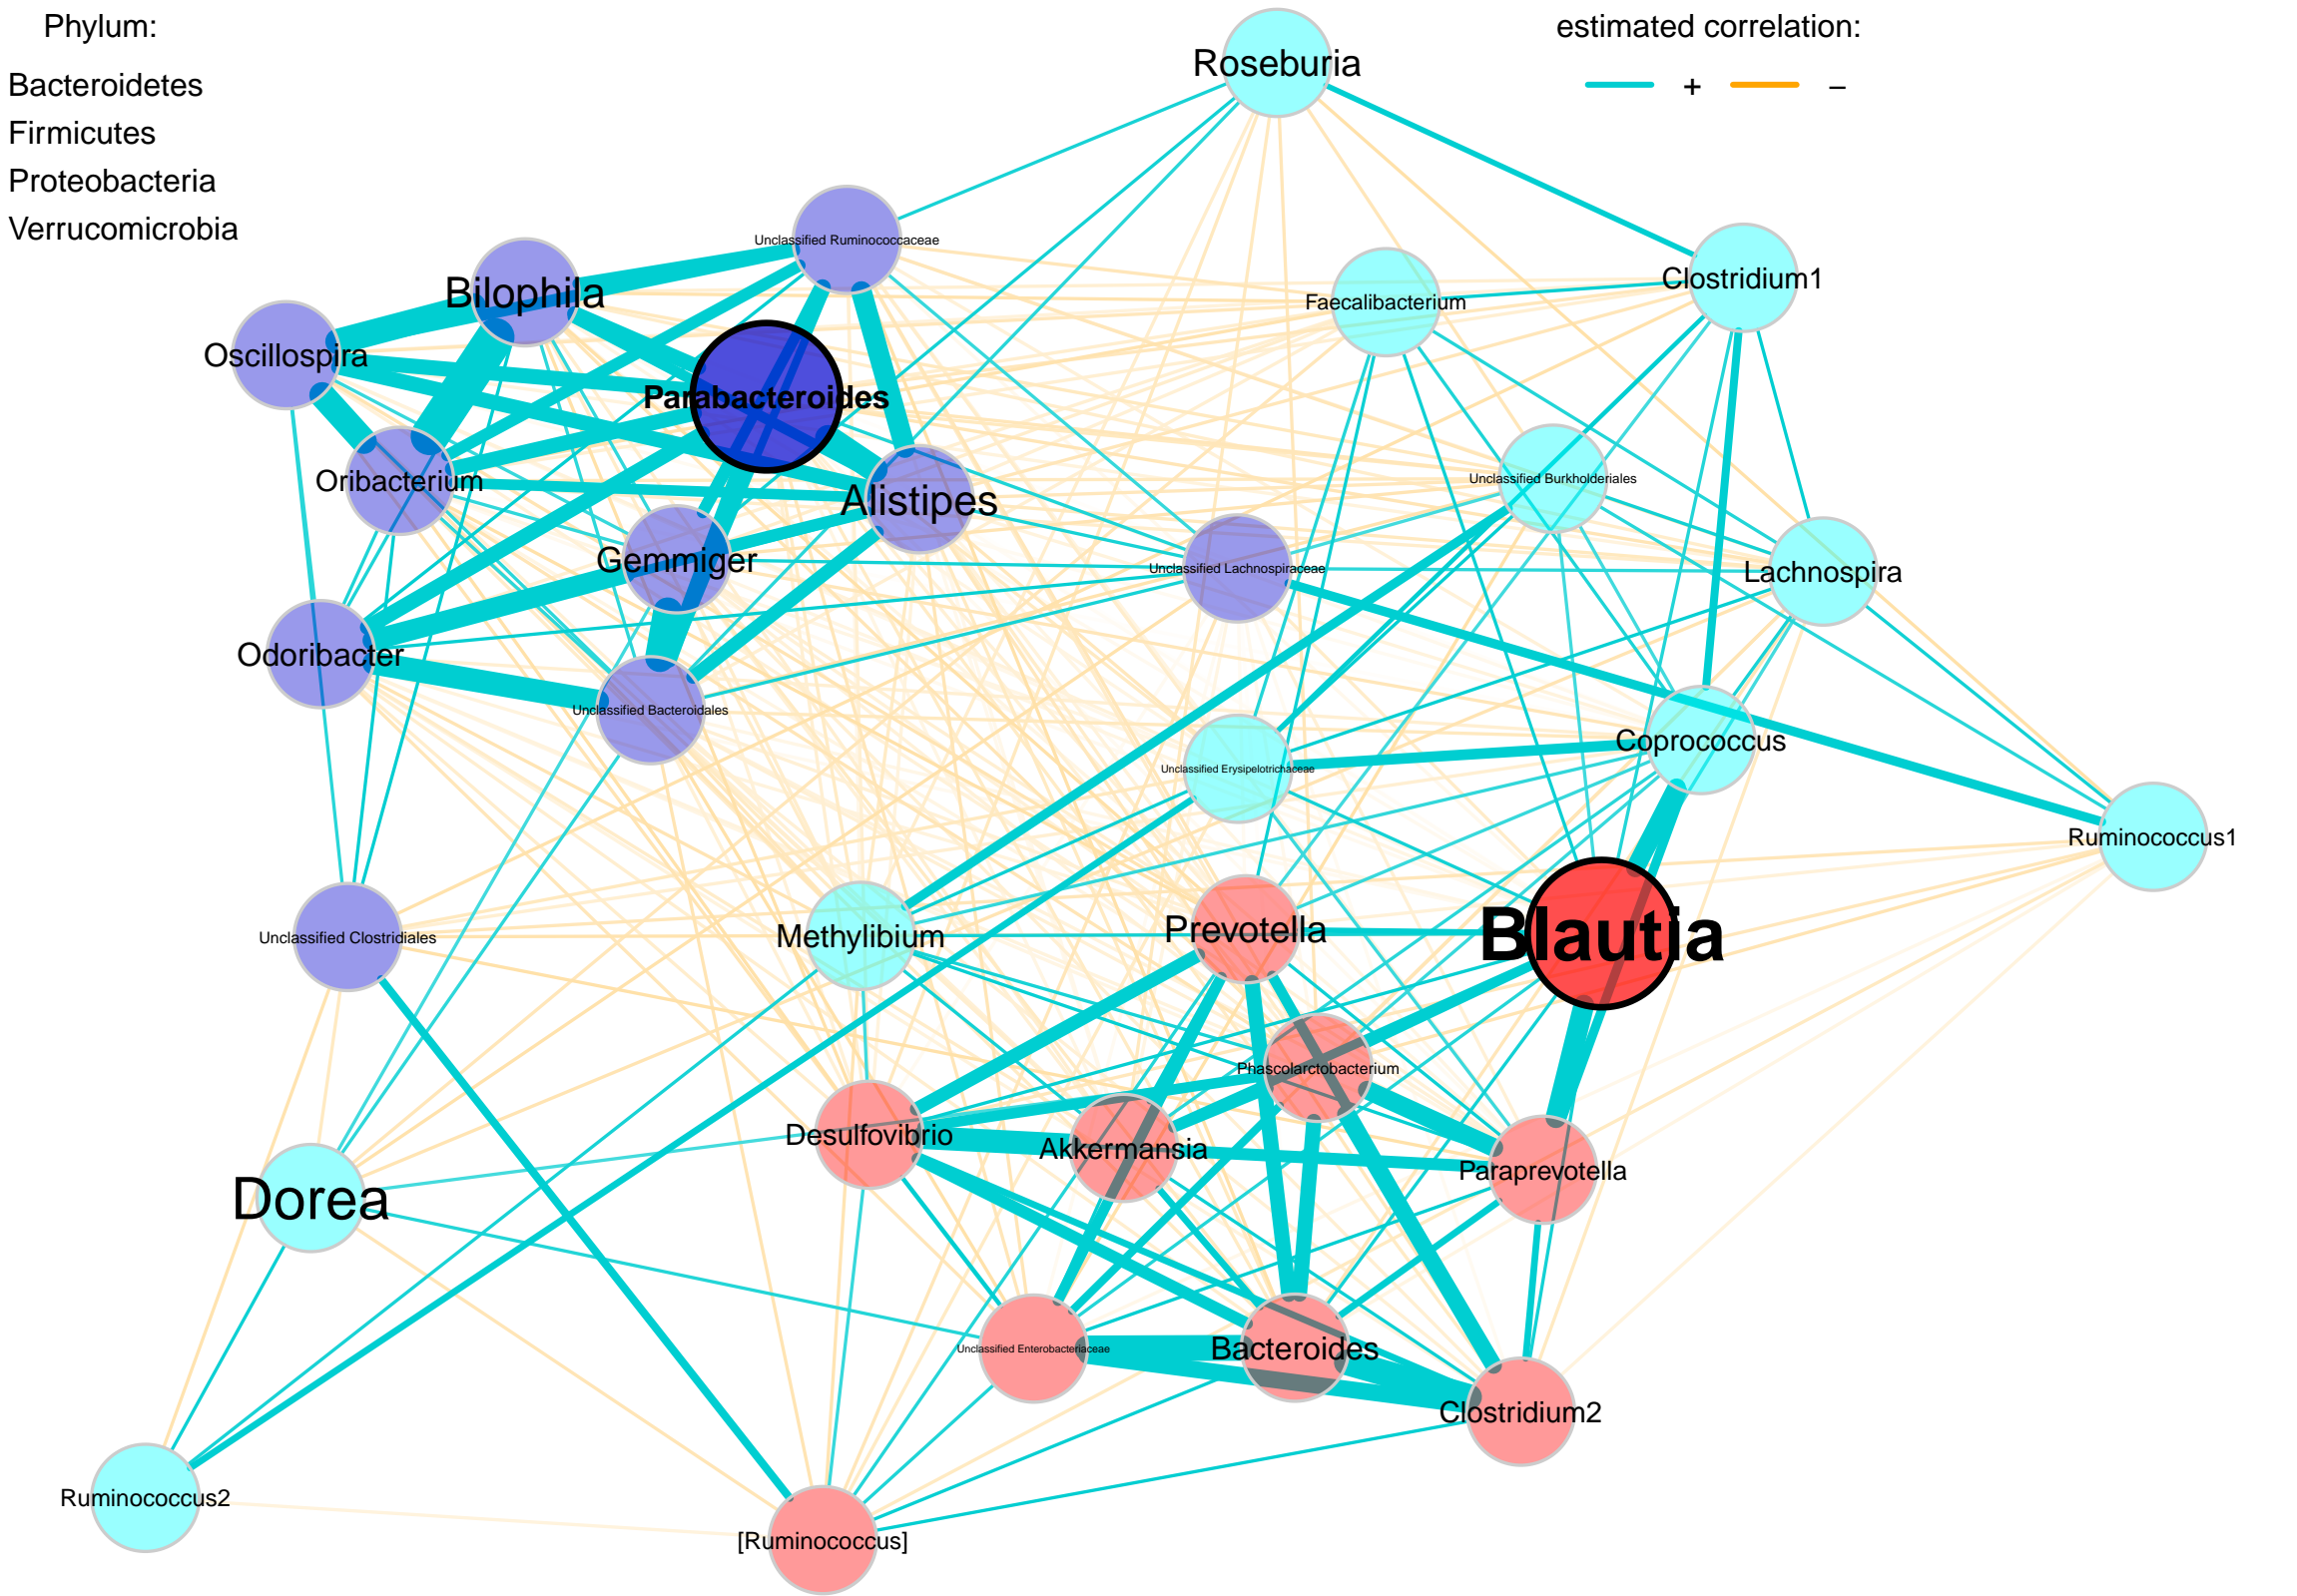 Phylum:
Bacteroidetes
Firmicutes
Proteobacteria
Verrucomicrobia
estimated correlation:
+ –
Roseburia
Unclassified Ruminococcaceae
Clostridium1
Bilophila
Faecalibacterium
Oscillospira
Parabacteroides
Oribacterium
Unclassified Burkholderiales
Alistipes
Gemmiger
Unclassified Lachnospiraceae
Lachnospira
Odoribacter
Unclassified Bacteroidales
Coprococcus
Unclassified Erysipelotrichaceae
Ruminococcus1
Unclassified Clostridiales
Methylibium
Prevotella
Blautia
Phascolarctobacterium
Desulfovibrio
Akkermansia
Paraprevotella
Dorea
Unclassified Enterobacteriaceae
Bacteroides
Clostridium2
Ruminococcus2
[Ruminococcus]